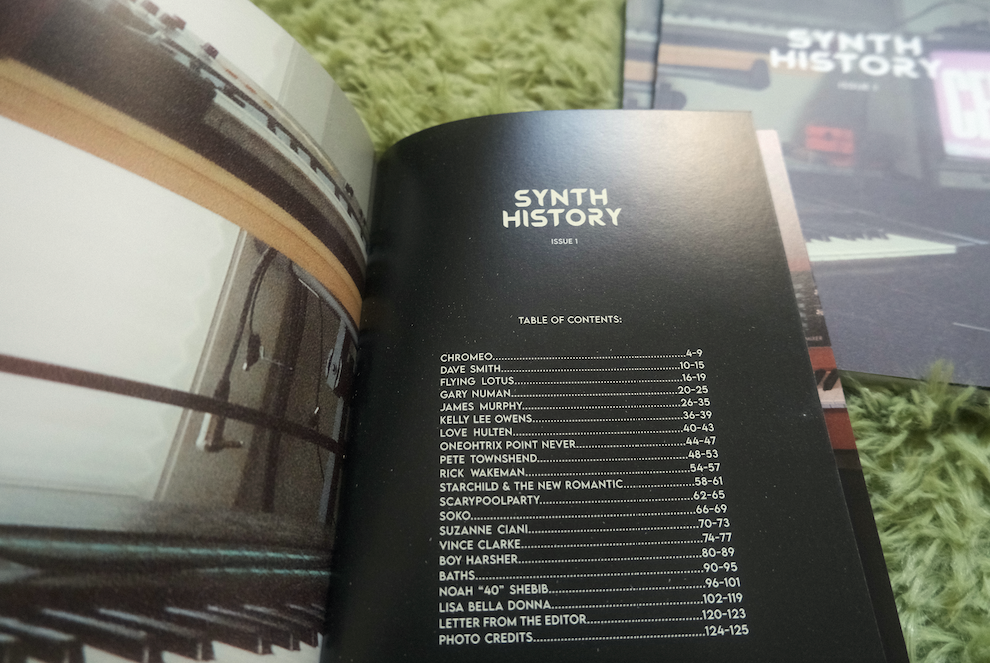 SYNTH
HISTORY
ISSUE 1
TABLE OF CONTENTS:
CHROMEO........4-9
DAVE SMITH........10-15
FLYING LOTUS........16-19
GARY NUMAN........20-25
JAMES MURPHY........26-35
KELLY LEE OWENS........36-39
LOVE HULTEN........40-43
ONEOHTRIX POINT NEVER........44-47
PETE TOWNSHEND........48-53
RICK WAKEMAN........54-57
STARCHILD & THE NEW ROMANTIC........58-61
SCARYPOOLPARTY........62-65
SOKO........66-69
SUZANNE CIANI........70-73
VINCE CLARKE........74-77
BOY HARSHER........80-89
BATHS........90-95
NOAH “40” SHEBIB........96-101
LISA BELLA DONNA........102-119
LETTER FROM THE EDITOR........120-123
PHOTO CREDITS........124-125
SYNTH
HISTORY